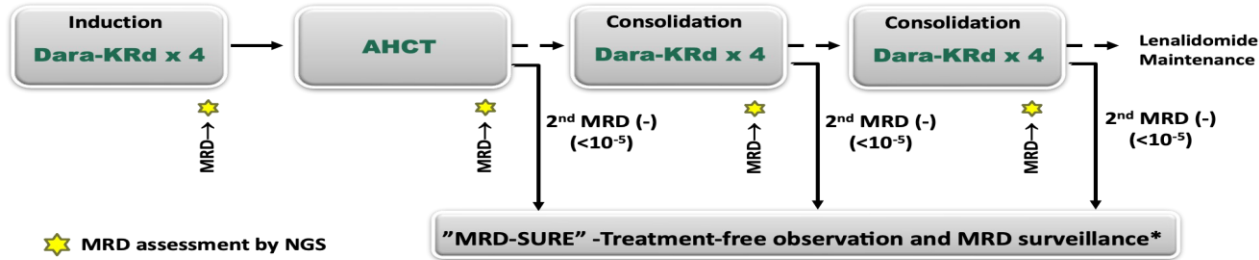 Induction
Dara-KRd x 4
AHCT
Consolidation
Dara-KRd x 4
Consolidation
Dara-KRd x 4
Lenalidomide
Maintenance
MRD→
MRD→
2nd MRD (-)
(<10-5)
MRD→
2nd MRD (-)
(<10-5)
MRD→
2nd MRD (-)
(<10-5)
”MRD-SURE” -Treatment-free observation and MRD surveillance*
MRD assessment by NGS